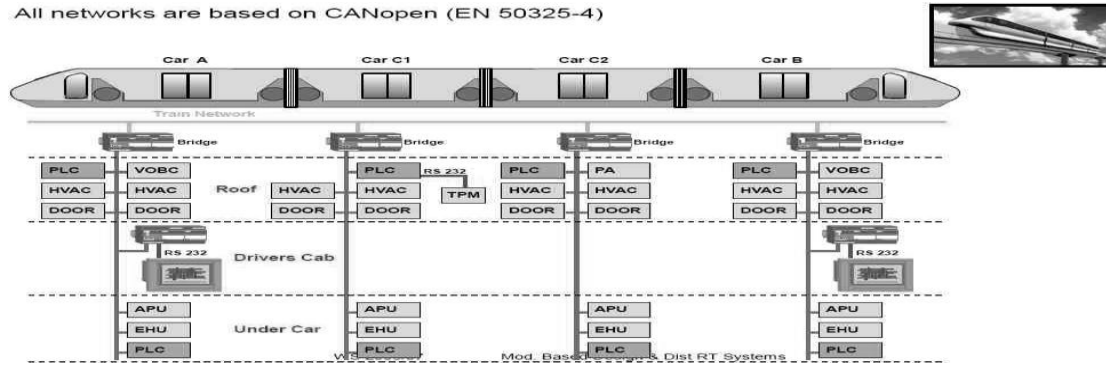 All networks are based on CANopen (EN 50325-4)
Car A Car C1 Car C2 Car B
Train Network
Bridge Bridge Bridge Bridge
PLC VOBC PLC RS 232 PLC PA PLC VOBC
HVAC HVAC Roof HVAC HVAC TPM HVAC HVAC HVAC HVAC
DOOR DOOR DOOR DOOR DOOR DOOR DOOR DOOR
RS 232 Drivers Cab RS 232
APU APU APU APU
EHU Under Car EHU EHU EHU
PLC PLC PLC PLC
Mod. Based & Dist RT Systems